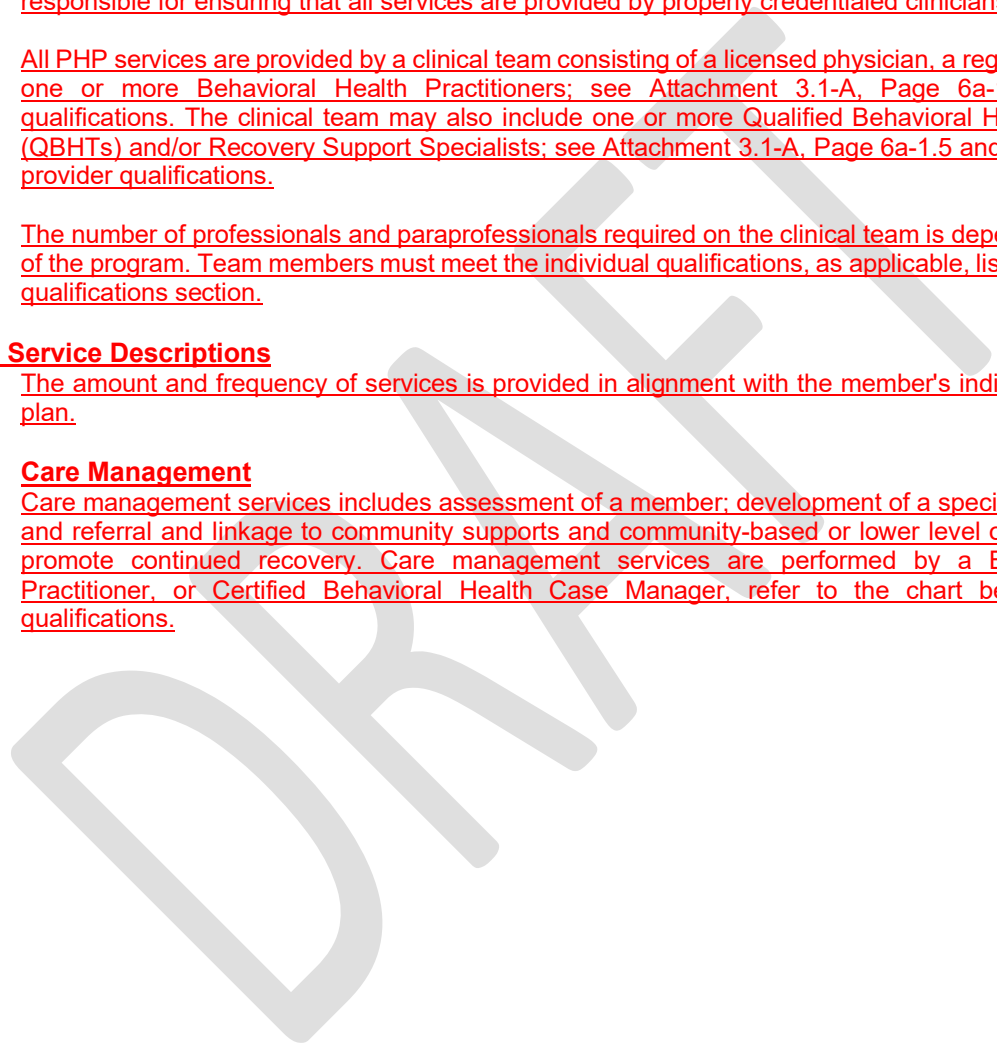 responsible for ensuring that all services are provided by properly credentialed clinicians
All PHP services are provided by a clinical team consisting of a licensed physician, a reg
one or more Behavioral Health Practitioners; see Attachment 3.1-A, Page 6a-
qualifications. The clinical team may also include one or more Qualified Behavioral H
(QBHTs) and/or Recovery Support Specialists; see Attachment 3.1-A, Page 6a-1.5 and
provider qualifications.
The number of professionals and paraprofessionals required on the clinical team is depe
of the program. Team members must meet the individual qualifications, as applicable, lis
qualifications section.
Service Descriptions
The amount and frequency of services is provided in alignment with the member's indi
plan.
Care Management
Care management services includes assessment of a member; development of a speci
and referral and linkage to community supports and community-based or lower level o
promote continued recovery. Care management services are performed by a B
Practitioner, or Certified Behavioral Health Case Manager, refer to the chart be
qualifications.
DRAFT